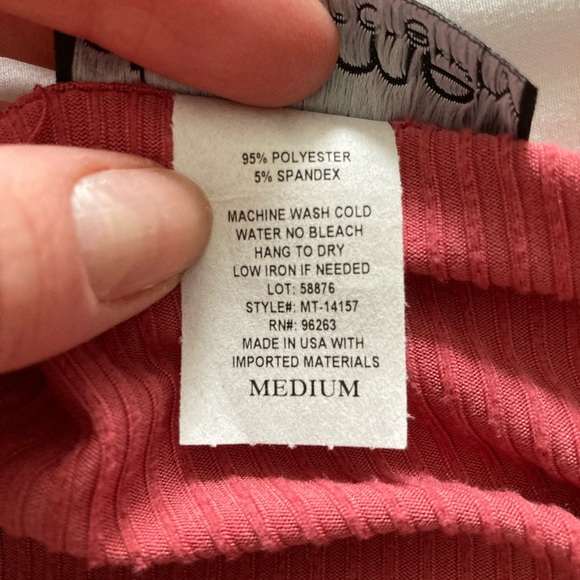 95% POLYESTER
5% SPANDEX
MACHINE WASH COLD
WATER NO BLEACH
HANG TO DRY
LOW IRON IF NEEDED
LOT: 58876
STYLE#: MT-14157
RN#: 96263
MADE IN USA WITH
IMPORTED MATERIALS
MEDIUM